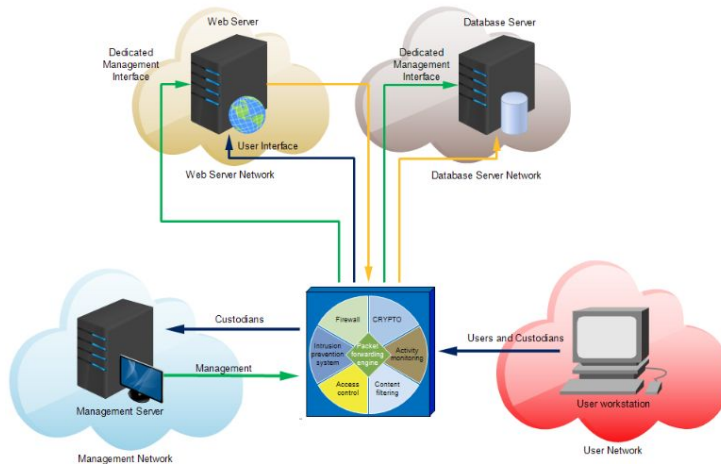 Web Server
Database Server
Dedicated
Management
Interface
Dedicated
Management
Interface
User Interface
Web Server Network
Database Server Network
Firewall
CRYPTO
Intrusion
prevention
system
Packet
forwarding
engine
Activity
monitoring
Access
control
Content
filtering
Custodians
Management
Users and Custodians
Management Server
User workstation
Management Network
User Network